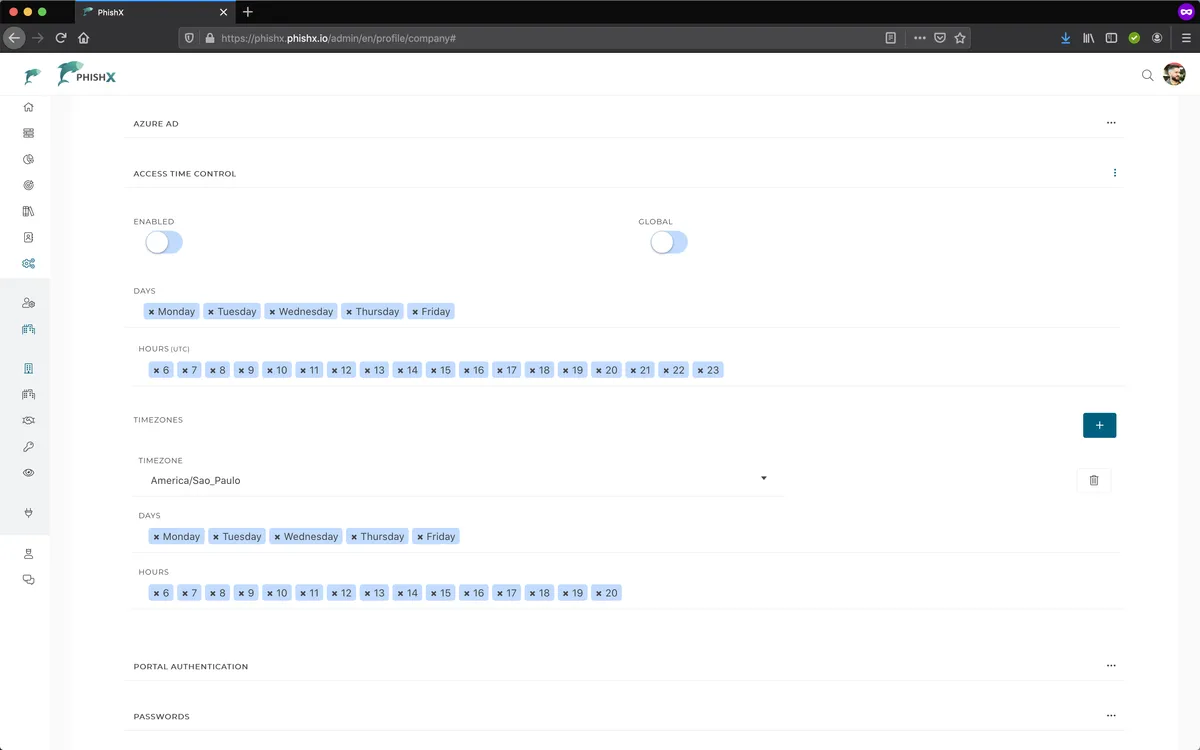 PhishX
https://phishx.phishx.io/admin/en/profile/company#
PHISHX
AZURE AD
ACCESS TIME CONTROL
ENABLED GLOBAL
DAYS
× Monday × Tuesday × Wednesday × Thursday × Friday
HOURS (UTC)
× 6 × 7 × 8 × 9 × 10 × 11 × 12 × 13 × 14 × 15 × 16 × 17 × 18 × 19 × 20 × 21 × 22 × 23
TIMEZONES
+
TIMEZONE
America/Sao_Paulo
DAYS
× Monday × Tuesday × Wednesday × Thursday × Friday
HOURS
× 6 × 7 × 8 × 9 × 10 × 11 × 12 × 13 × 14 × 15 × 16 × 17 × 18 × 19 × 20
PORTAL AUTHENTICATION
PASSWORDS